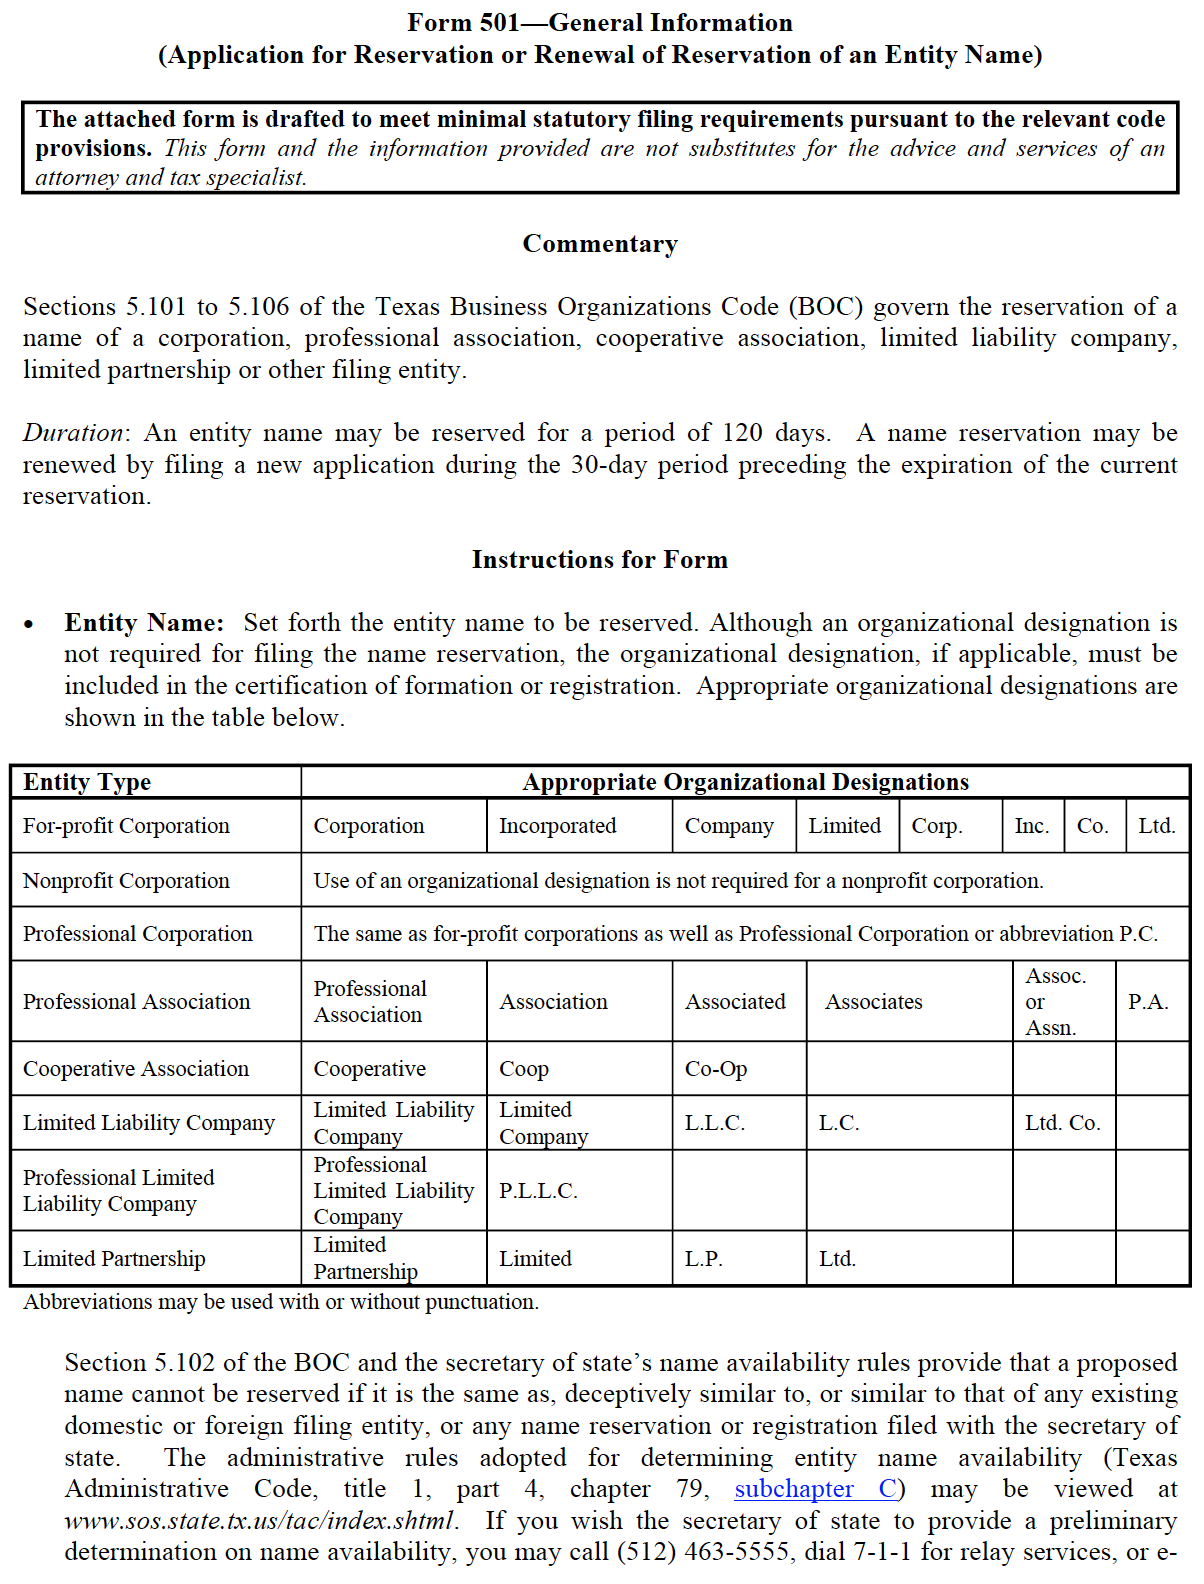 Form 501—General Information
(Application for Reservation or Renewal of Reservation of an Entity Name)
The attached form is drafted to meet minimal statutory filing requirements pursuant to the relevant code
provisions. This form and the information provided are not substitutes for the advice and services of an
attorney and tax specialist.
Commentary
Sections 5.101 to 5.106 of the Texas Business Organizations Code (BOC) govern the reservation of a
name of a corporation, professional association, cooperative association, limited liability company,
limited partnership or other filing entity.
Duration: An entity name may be reserved for a period of 120 days. A name reservation may be
renewed by filing a new application during the 30-day period preceding the expiration of the current
reservation.
Instructions for Form
• Entity Name: Set forth the entity name to be reserved. Although an organizational designation is
not required for filing the name reservation, the organizational designation, if applicable, must be
included in the certification of formation or registration. Appropriate organizational designations are
shown in the table below.
Entity Type Appropriate Organizational Designations
For-profit Corporation Corporation Incorporated Company Limited Corp. Inc. Co. Ltd.
Nonprofit Corporation Use of an organizational designation is not required for a nonprofit corporation.
Professional Corporation The same as for-profit corporations as well as Professional Corporation or abbreviation P.C.
Professional Association Professional Association Association Associated Associates Assoc. or Assn. P.A.
Cooperative Association Cooperative Coop Co-Op
Limited Liability Company Limited Liability Company Limited Company L.L.C. L.C. Ltd. Co.
Professional Limited Liability Company Professional Limited Liability Company P.L.L.C.
Limited Partnership Limited Partnership Limited L.P. Ltd.
Abbreviations may be used with or without punctuation.
Section 5.102 of the BOC and the secretary of state's name availability rules provide that a proposed
name cannot be reserved if it is the same as, deceptively similar to, or similar to that of any existing
domestic or foreign filing entity, or any name reservation or registration filed with the secretary of
state. The administrative rules adopted for determining entity name availability (Texas
Administrative Code, title 1, part 4, chapter 79, subchapter C) may be viewed at
www.sos.state.tx.us/tac/index.shtml. If you wish the secretary of state to provide a preliminary
determination on name availability, you may call (512) 463-5555, dial 7-1-1 for relay services, or e-